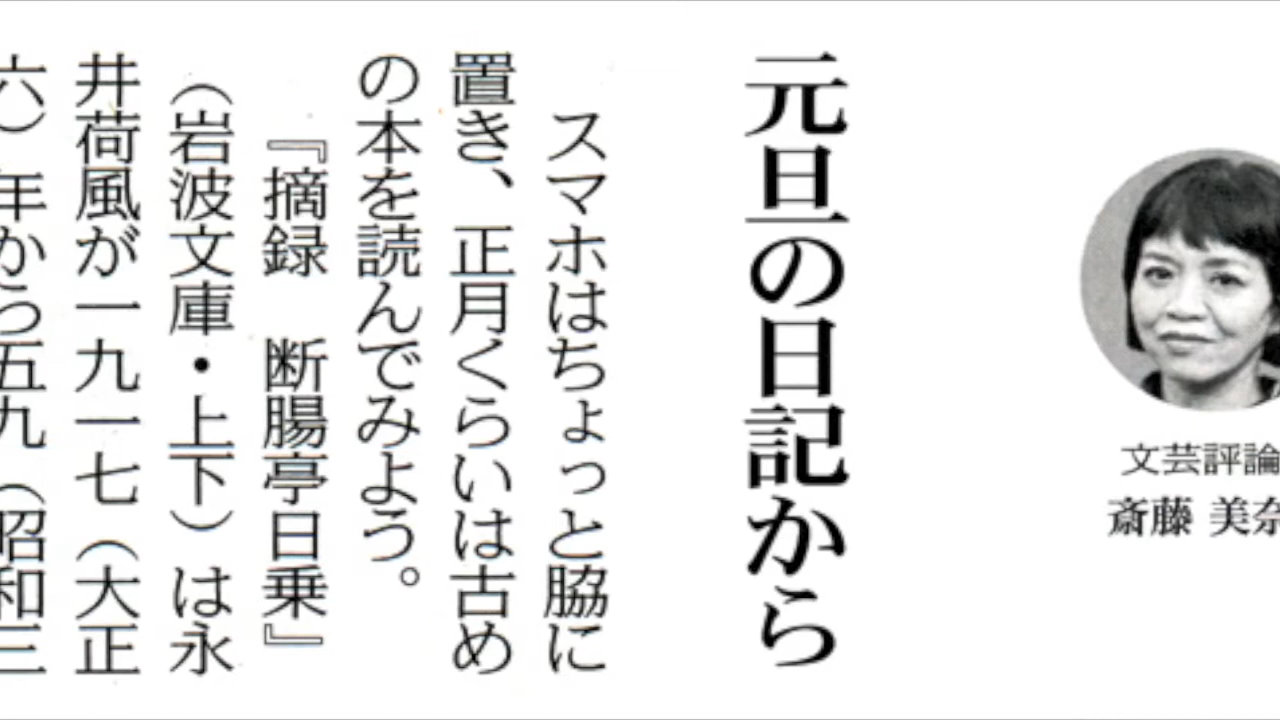 文芸評論
斎藤 美奈
元旦の日記から
スマホはちょっと脇に
置き、正月くらいは古め
の本を読んでみよう。
『摘録 断腸亭日乗』
（岩波文庫・上下）は永
井荷風が一九一七（大正
六）年から五九（昭和三